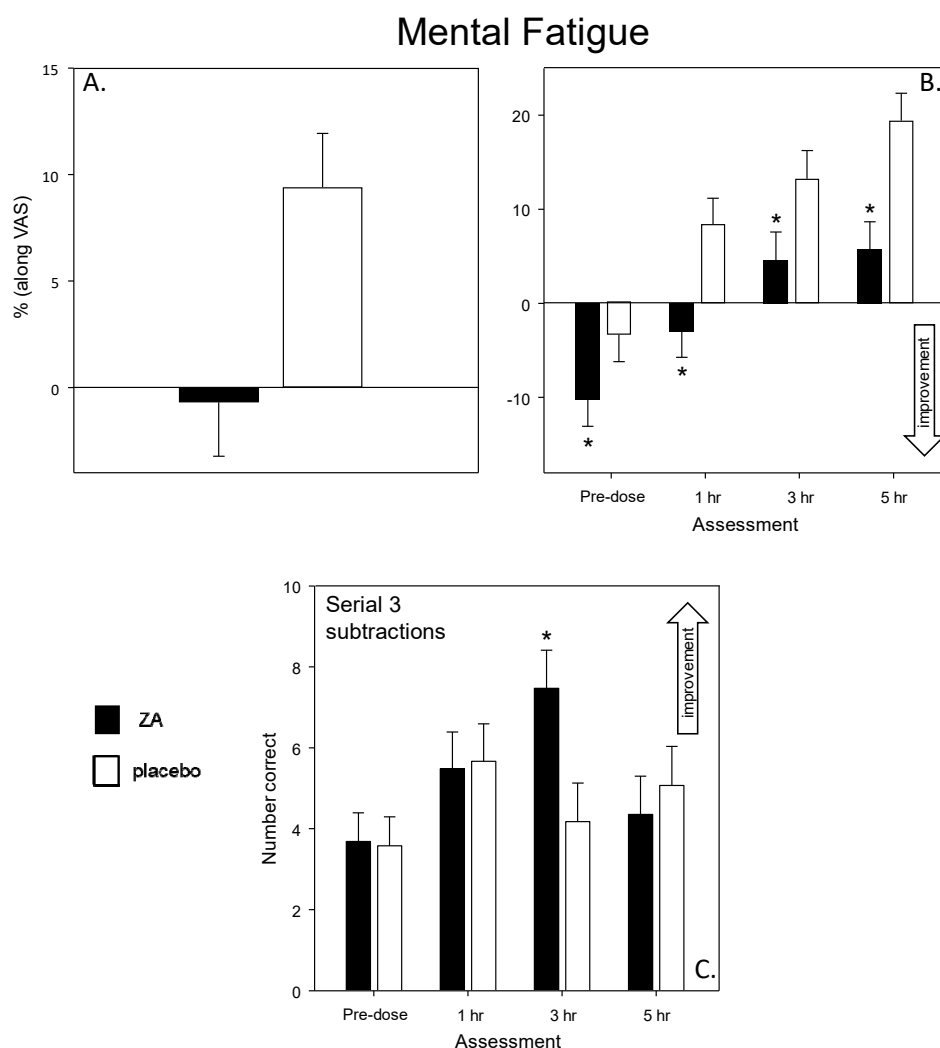 Mental Fatigue
A.
15
10
5
0
% (along VAS)
B.
20
10
0
-10
*
*
*
*
improvement
Pre-dose
1 hr
3 hr
5 hr
Assessment
Serial 3
subtractions
*
improvement
10
8
6
4
2
0
Number correct
C.
Pre-dose
1 hr
3 hr
5 hr
Assessment
ZA
placebo